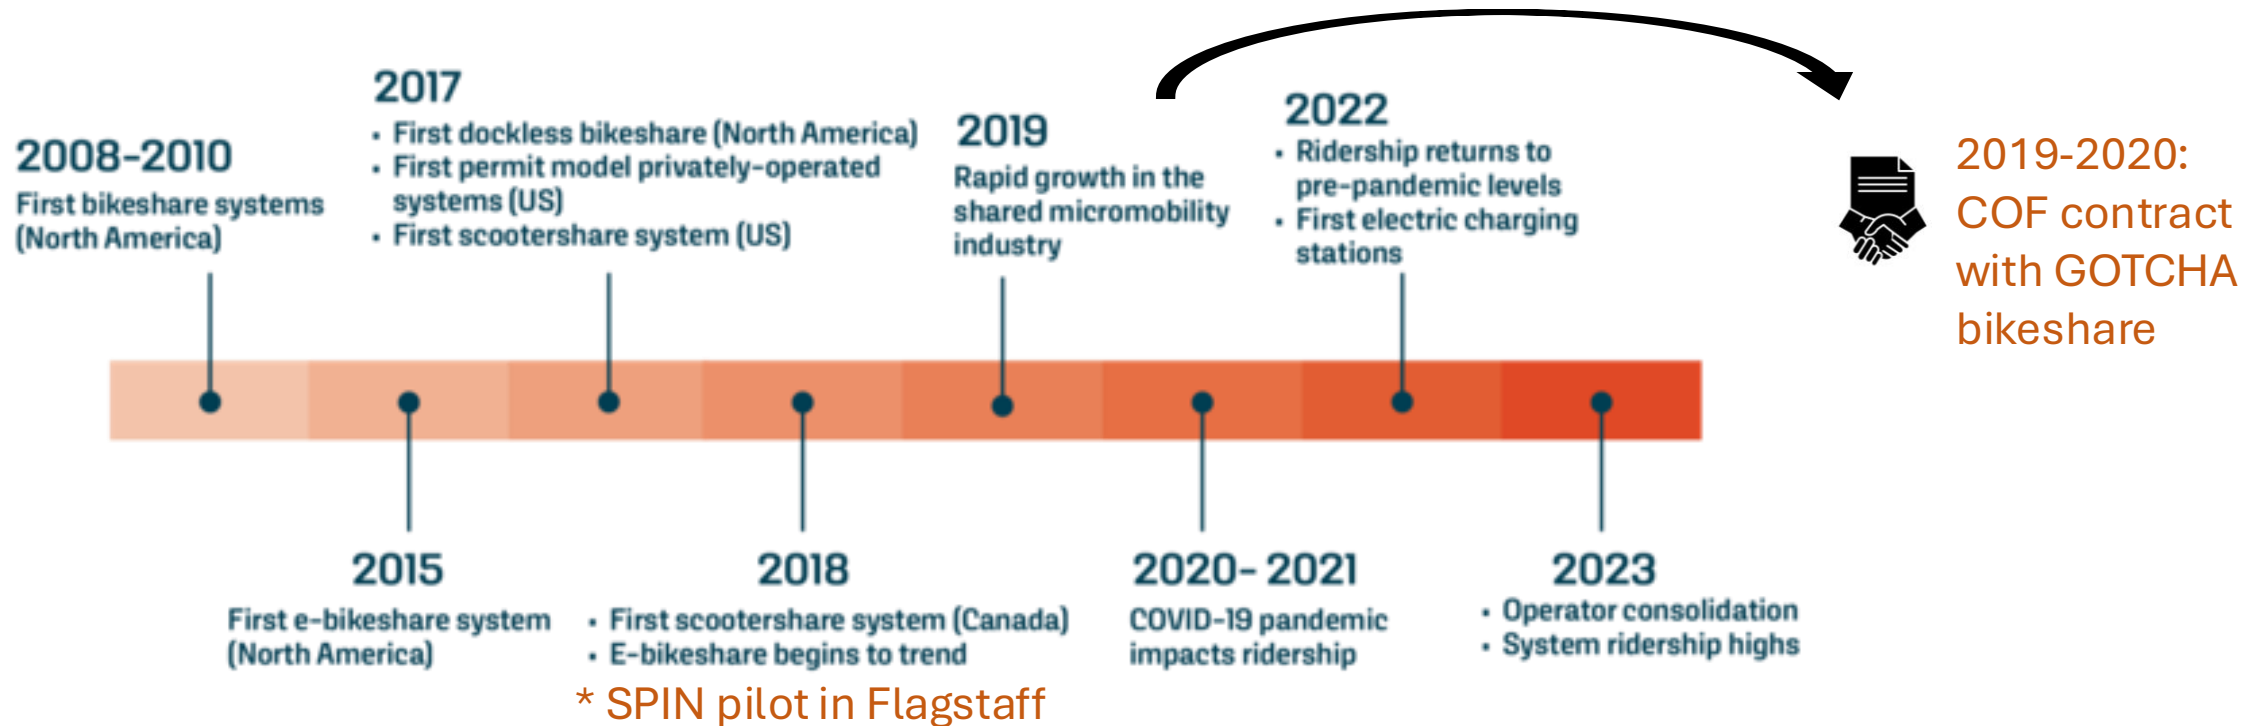 2008-2010
First bikeshare systems
(North America)
2017
• First dockless bikeshare (North America)
• First permit model privately-operated
systems (US)
• First scootershare system (US)
2019
Rapid growth in the
shared micromobility
industry
2022
• Ridership returns to
pre-pandemic levels
• First electric charging
stations
2019-2020:
COF contract
with GOTCHA
bikeshare
2015
First e-bikeshare system
(North America)
2018
• First scootershare system (Canada)
• E-bikeshare begins to trend
* SPIN pilot in Flagstaff
2020- 2021
COVID-19 pandemic
impacts ridership
2023
• Operator consolidation
• System ridership highs